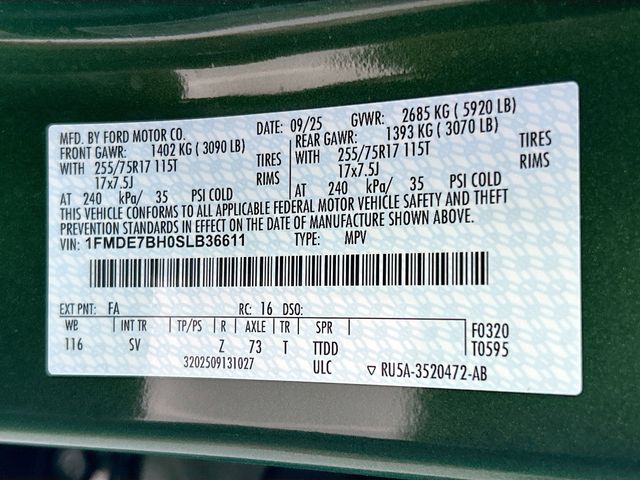 MFD. BY FORD MOTOR CO. DATE: 09/25 GVWR: 2685 KG ( 5920 LB)
FRONT GAWR: 1402 KG ( 3090 LB) REAR GAWR: 1393 KG ( 3070 LB)
WITH 255/75R17 115T TIRES WITH 255/75R17 115T TIRES
17x7.5J RIMS 17x7.5J RIMS
AT 240 kPa/ 35 PSI COLD AT 240 kPa/ 35 PSI COLD
THIS VEHICLE CONFORMS TO ALL APPLICABLE FEDERAL MOTOR VEHICLE SAFETY AND THEFT
PREVENTION STANDARDS IN EFFECT ON THE DATE OF MANUFACTURE SHOWN ABOVE.
VIN: 1FMDE7BH0SLB36611 TYPE: MPV
EXT PNT: FA RC: 16 DSO:
WB INT TR TP/PS R AXLE TR SPR F0320
116 SV Z 73 T TTDD T0595
3202509131027 ULC ▽ RU5A-3520472-AB